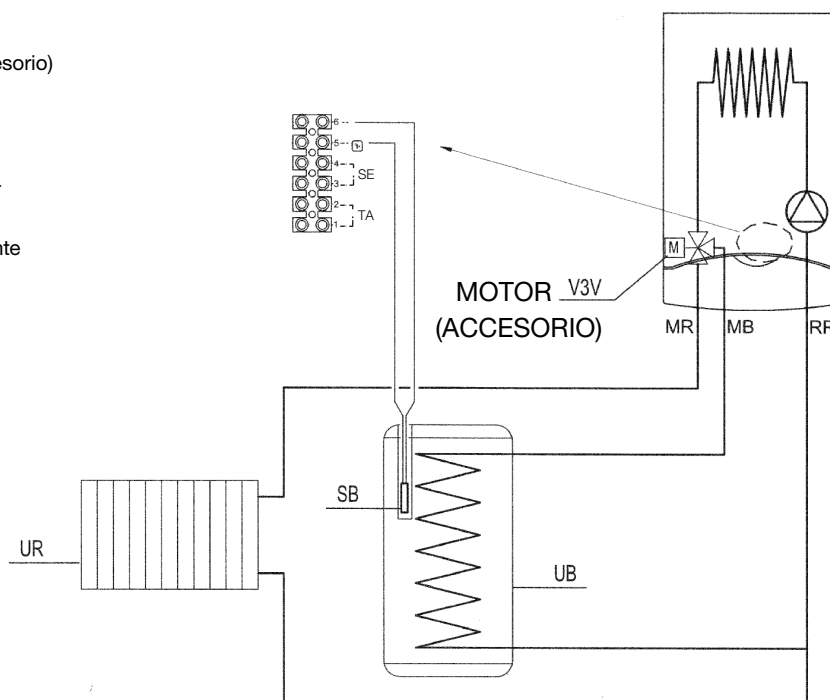 esorio)
nte
6
5
4
3
2
1
SE
TA
M
MOTOR V3V
(ACCESORIO)
MR MB RR
SB
UR
UB